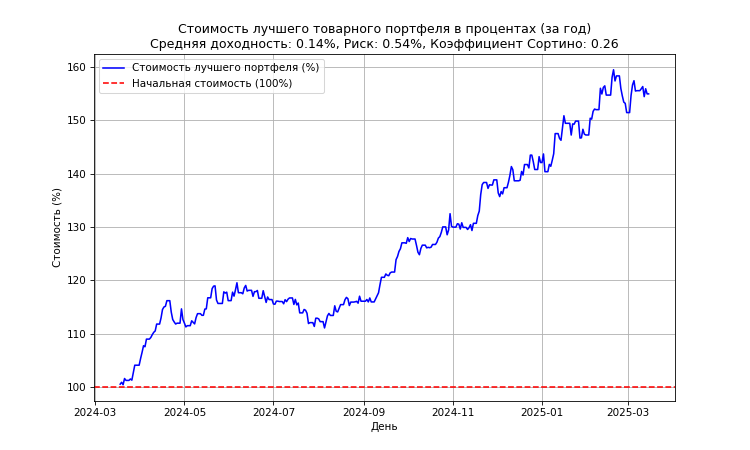 Стоимость лучшего товарного портфеля в процентах (за год)
Средняя доходность: 0.14%, Риск: 0.54%, Коэффициент Сортино: 0.26
Стоимость лучшего портфеля (%)
Начальная стоимость (100%)
Стоимость (%)
160
150
140
130
120
110
100
2024-03 2024-05 2024-07 2024-09 2024-11 2025-01 2025-03
День